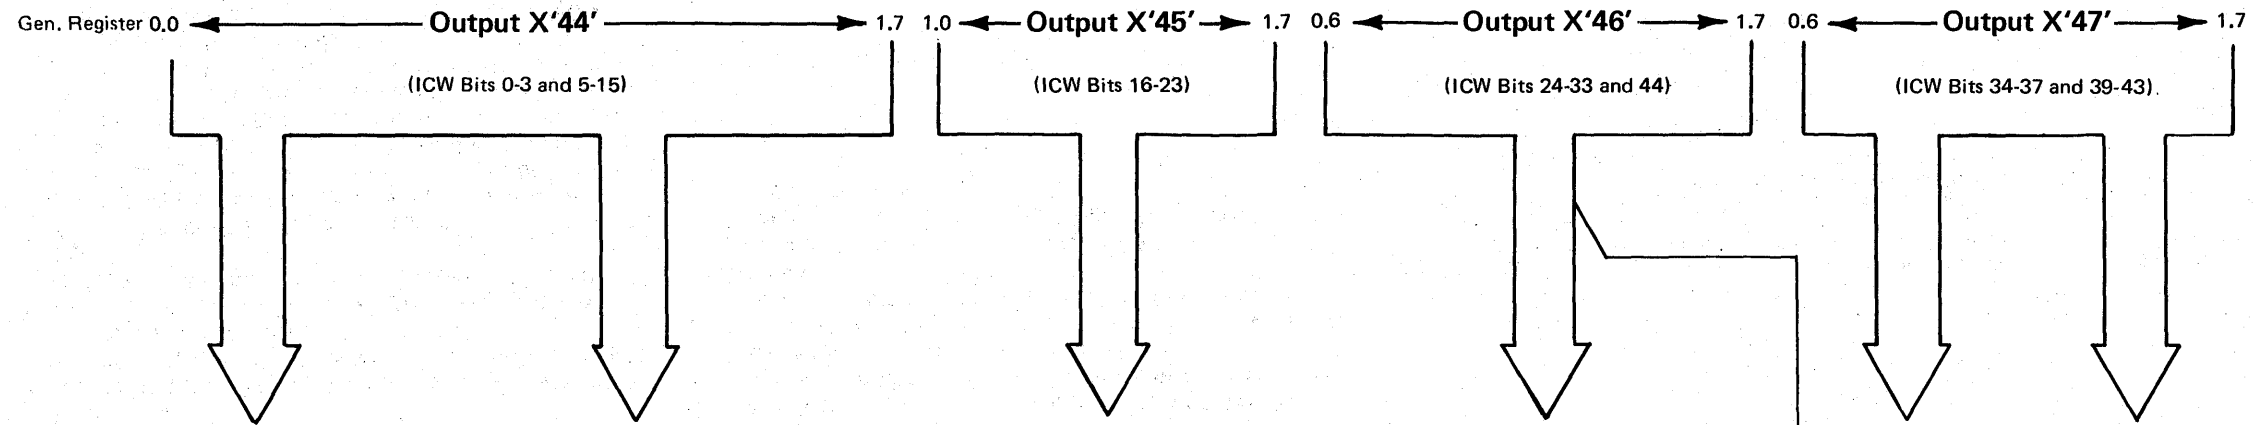 Gen. Register 0.0 Output X'44' 1.7 1.0 Output X'45' 1.7 0.6 Output X'46' 1.7 0.6 Output X'47' 1.7
(ICW Bits 0-3 and 5-15) (ICW Bits 16-23) (ICW Bits 24-33 and 44) (ICW Bits 34-37 and 39-43)